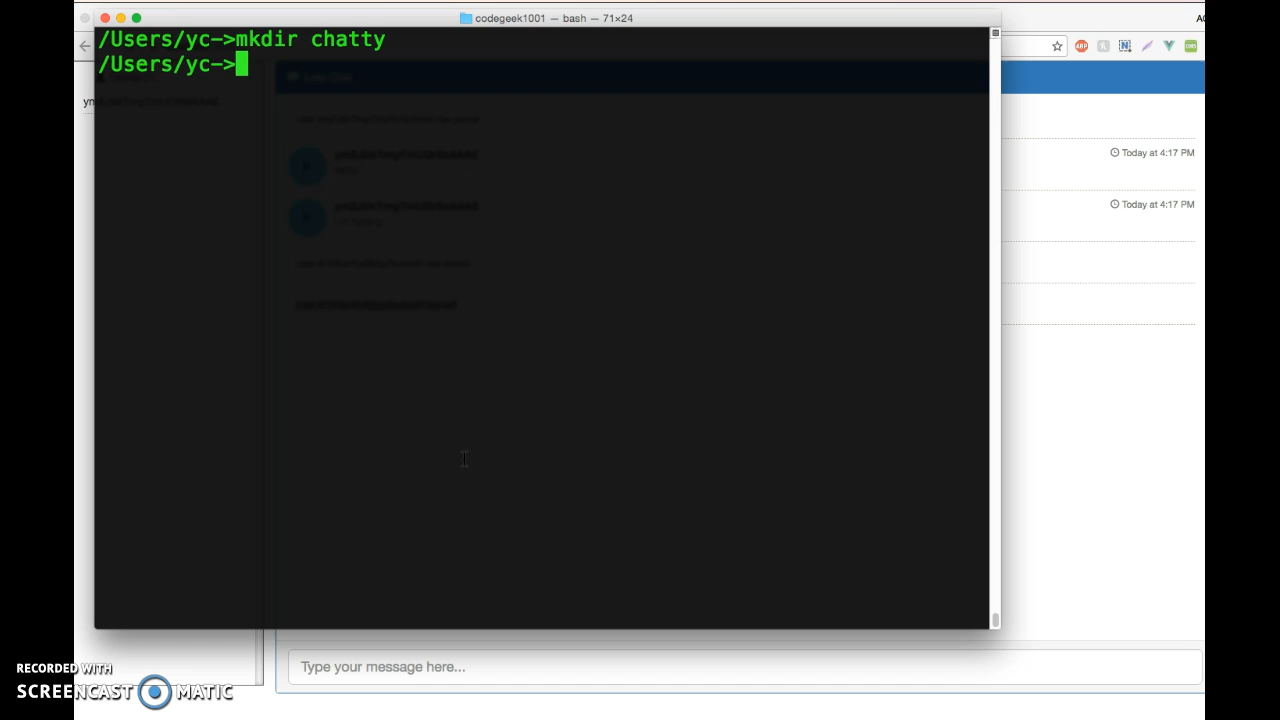 codegeek1001 — bash — 71×24
/Users/yc->mkdir chatty
/Users/yc->
ABP
N
Today at 4:17 PM
Today at 4:17 PM
Type your message here...
RECORDED WITH
SCREENCAST MATIC